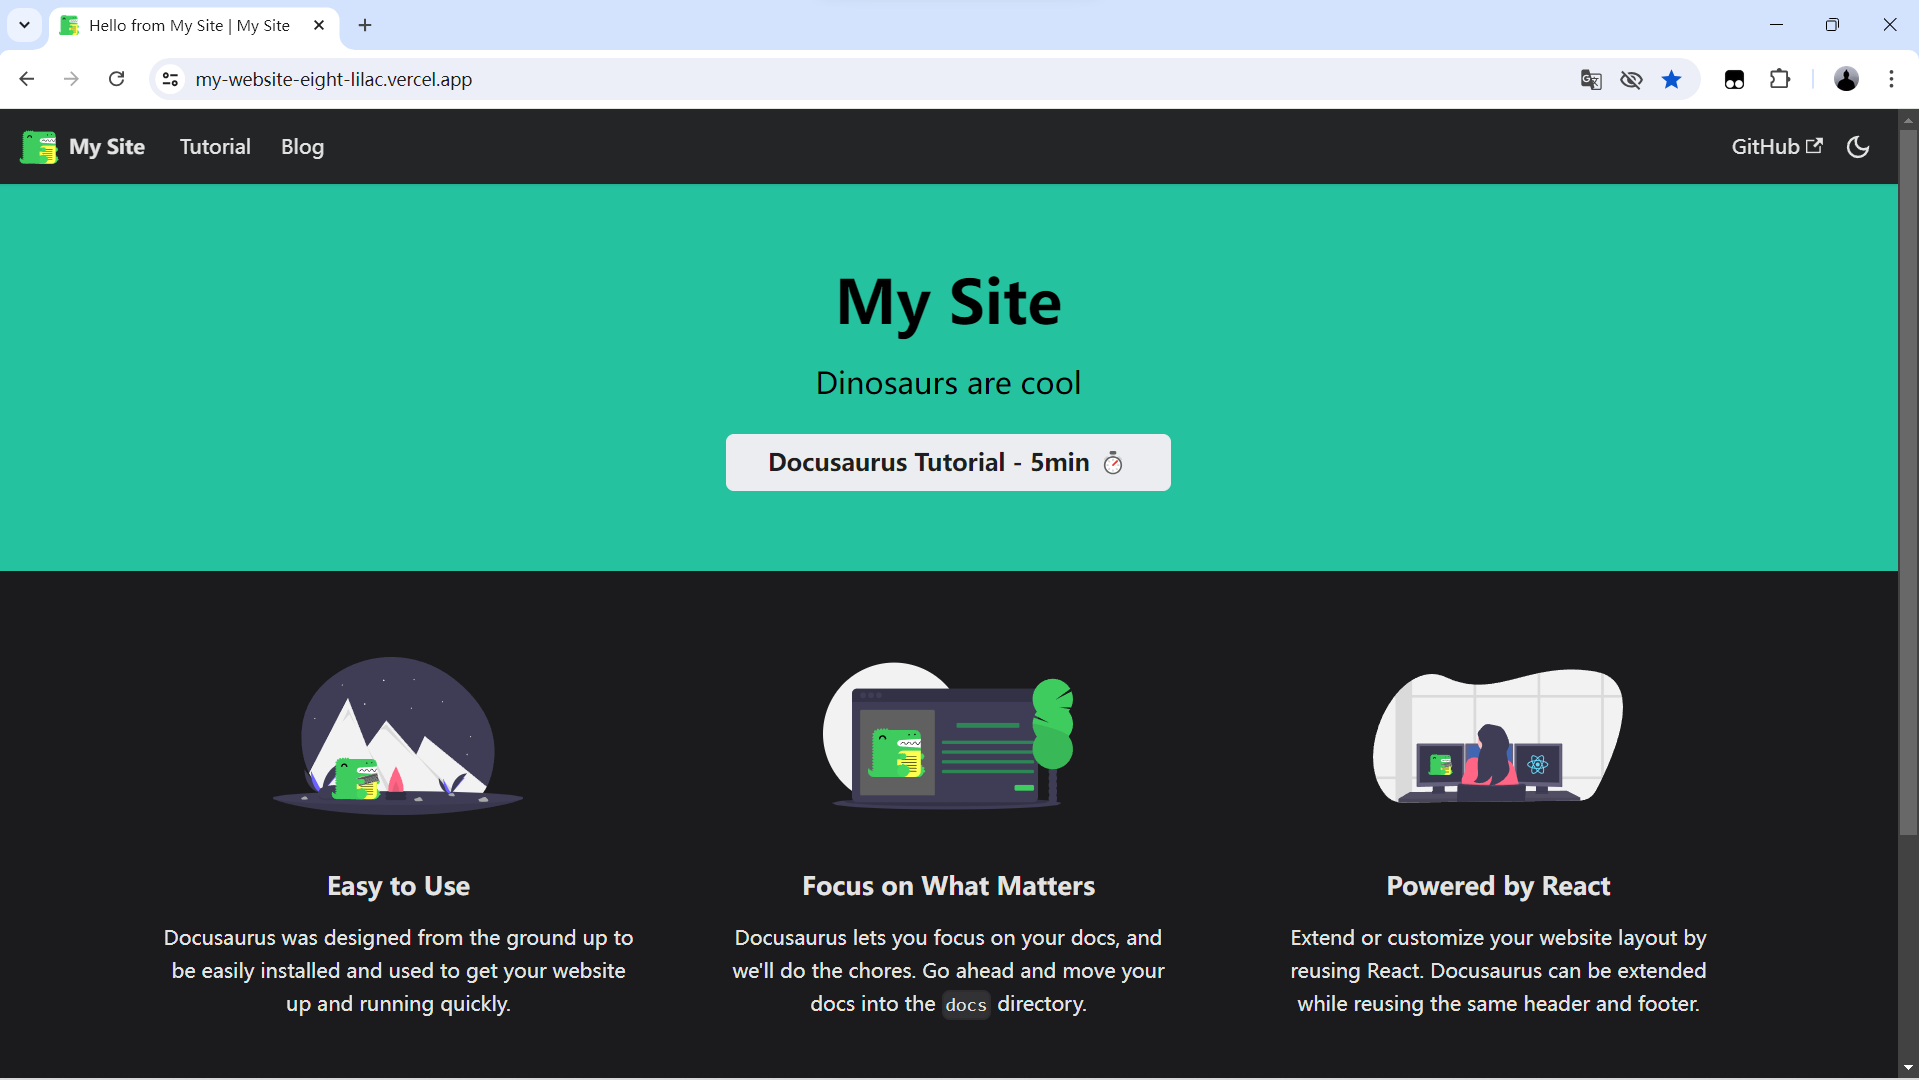 Hello from My Site | My Site
my-website-eight-lilac.vercel.app
My Site
Tutorial
Blog
GitHub
My Site
Dinosaurs are cool
Docusaurus Tutorial - 5min ⏱️
Easy to Use
Docusaurus was designed from the ground up to
be easily installed and used to get your website
up and running quickly.
Focus on What Matters
Docusaurus lets you focus on your docs, and
we'll do the chores. Go ahead and move your
docs into the docs directory.
Powered by React
Extend or customize your website layout by
reusing React. Docusaurus can be extended
while reusing the same header and footer.